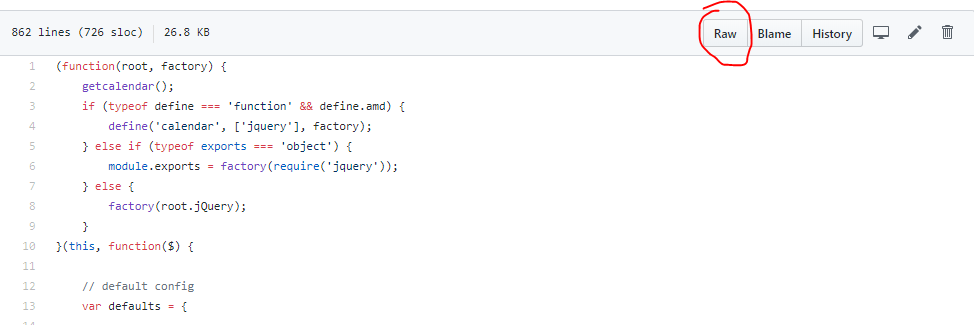 862 lines (726 sloc) 26.8 KB Raw Blame History
1 (function(root, factory) {
2 getcalendar();
3 if (typeof define === 'function' && define.amd) {
4 define('calendar', ['jquery'], factory);
5 } else if (typeof exports === 'object') {
6 module.exports = factory(require('jquery'));
7 } else {
8 factory(root.jQuery);
9 }
10 }(this, function($) {
11
12 // default config
13 var defaults = {